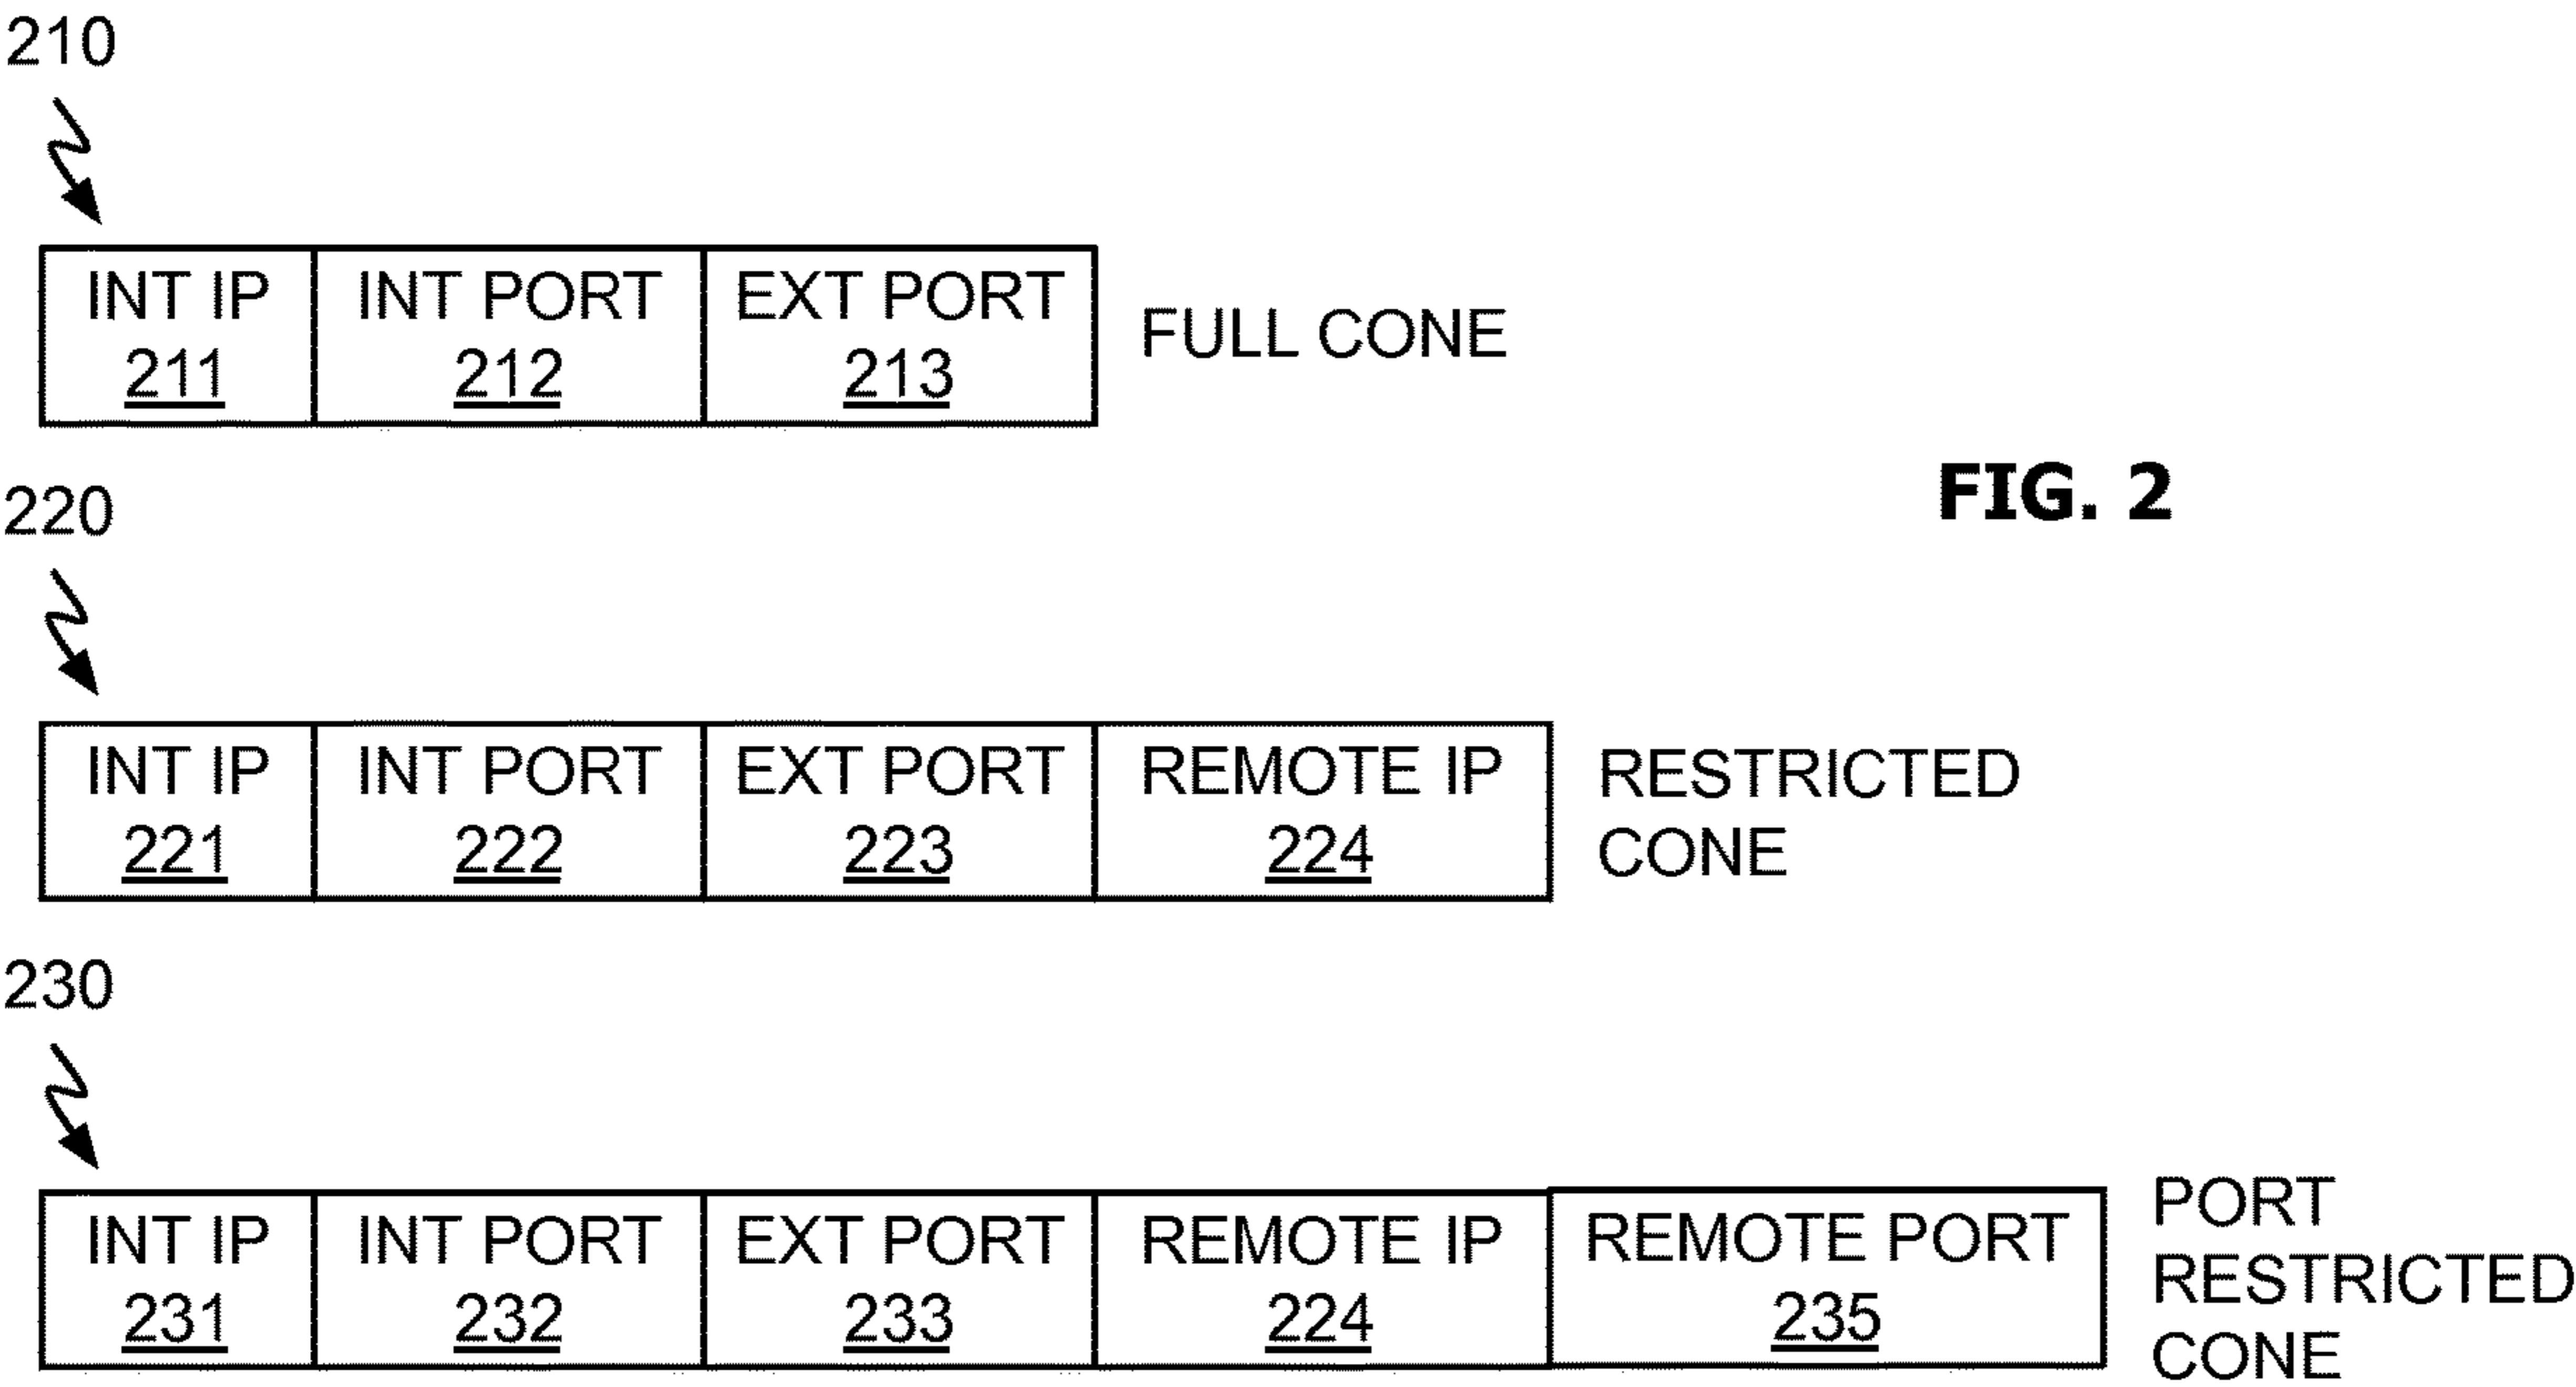 210
INT IP INT PORT EXT PORT
211 212 213
FULL CONE
FIG. 2
220
INT IP INT PORT EXT PORT REMOTE IP
221 222 223 224
RESTRICTED
CONE
230
INT IP INT PORT EXT PORT REMOTE IP REMOTE PORT
231 232 233 224 235
PORT
RESTRICTED
CONE